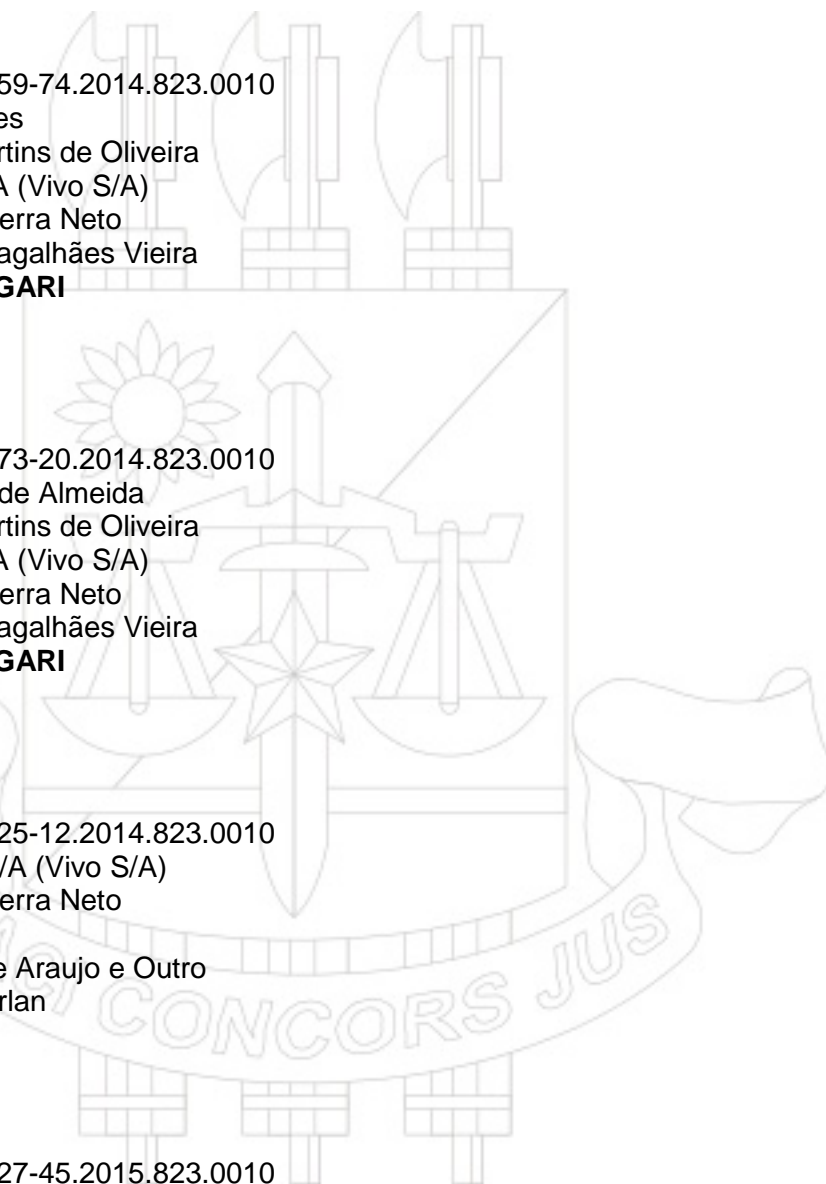 59-74.2014.823.0010
es
rtins de Oliveira
A (Vivo S/A)
erra Neto
agalhães Vieira
GARI
73-20.2014.823.0010
de Almeida
rtins de Oliveira
A (Vivo S/A)
erra Neto
agalhães Vieira
GARI
25-12.2014.823.0010
/A (Vivo S/A)
erra Neto
e Araujo e Outro
rlan
ACI CONCORS JUS
27-45.2015.823.0010